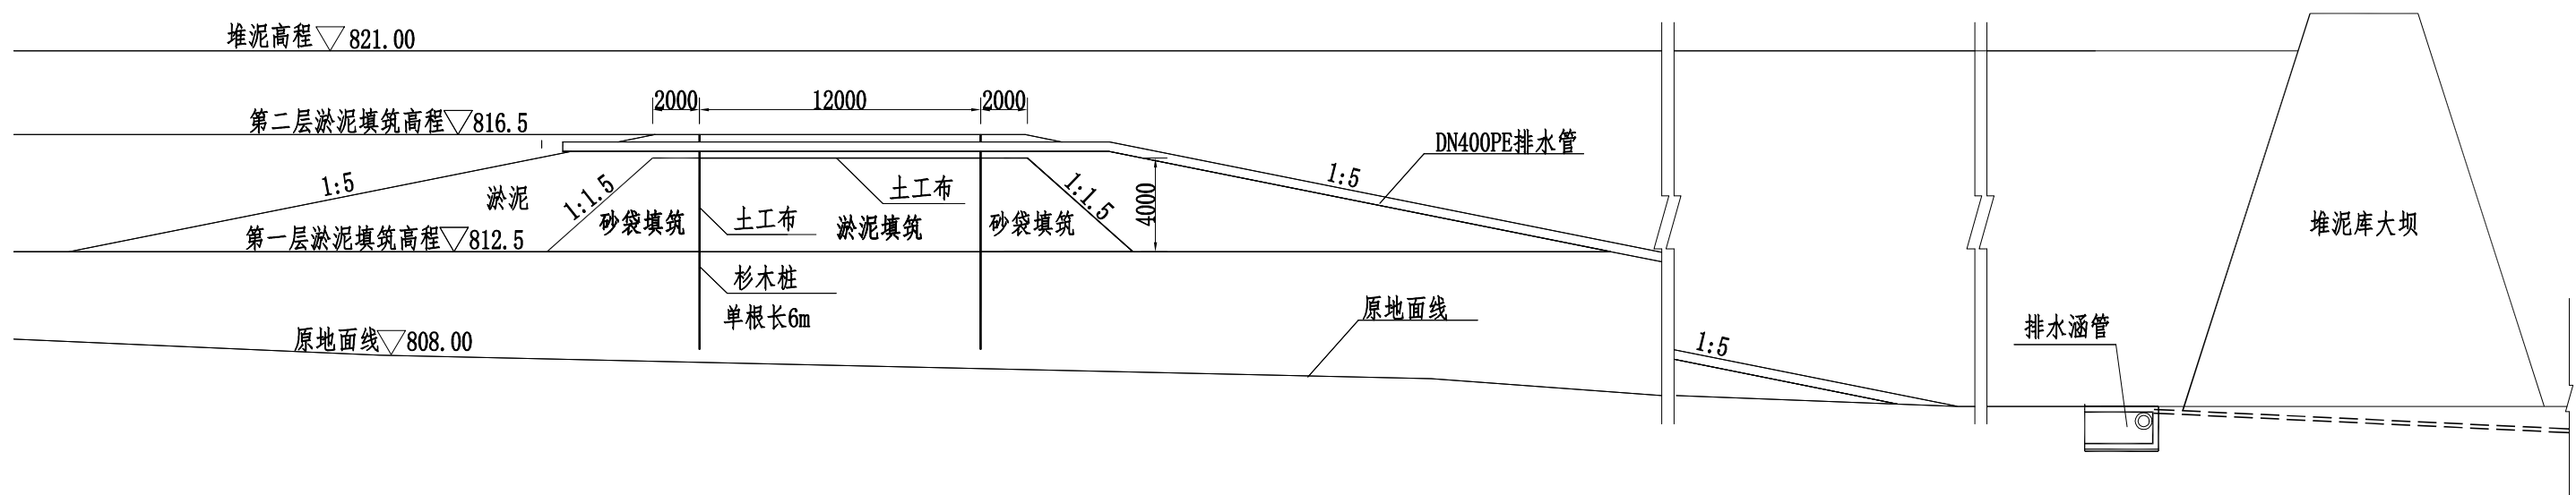 堆泥高程 821.00
第二层淤泥填筑高程 816.5
2000
12000
2000
DN400PE排水管
1:5
淤泥
1:1.5
砂袋填筑
土工布
土工布
淤泥填筑
砂袋填筑
1:1.5
4000
1:5
堆泥库大坝
第一层淤泥填筑高程 812.5
杉木桩
单根长6m
原地面线
原地面线 808.00
1:5
排水涵管